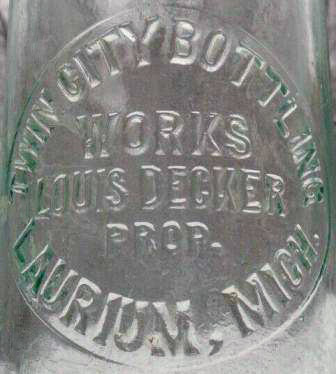 TWIN CITY BOTTLING
WORKS
LOUIS DECKER
PROP.
LAURIUM, MICH.